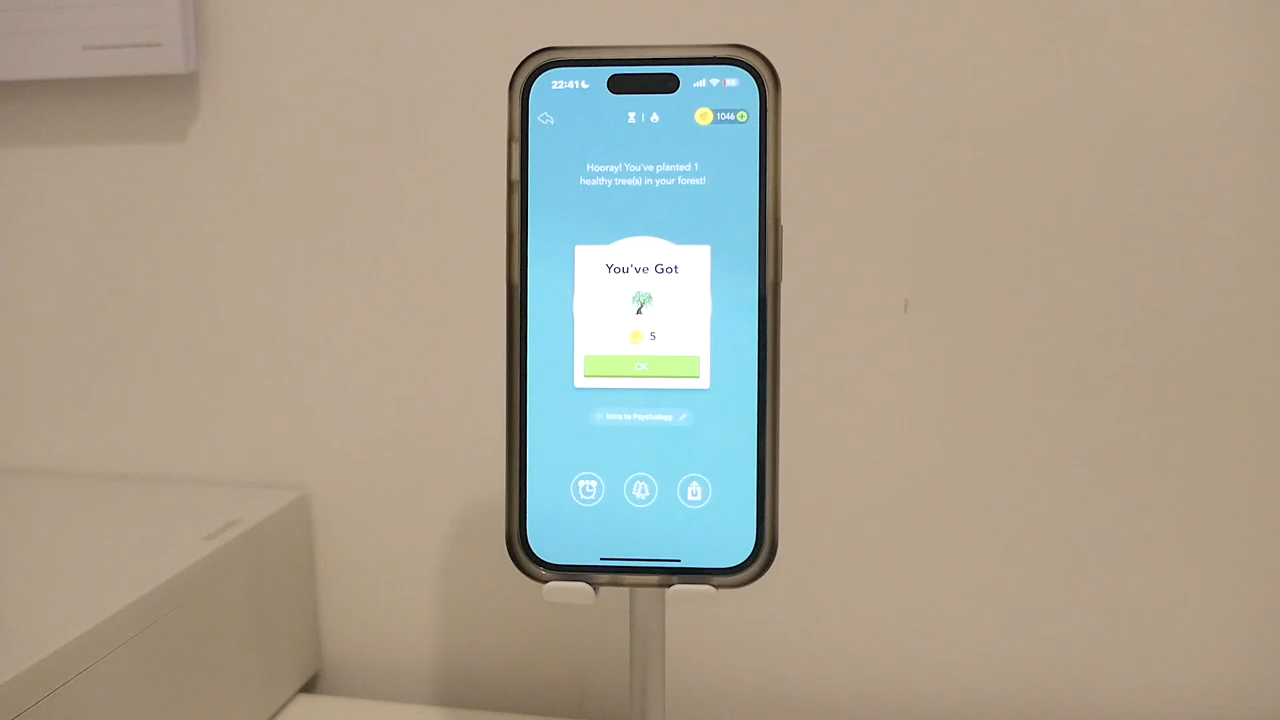 22:41
1046
Hooray! You've planted 1
healthy tree(s) in your forest!
You've Got
5
OK
Intro to Psychology